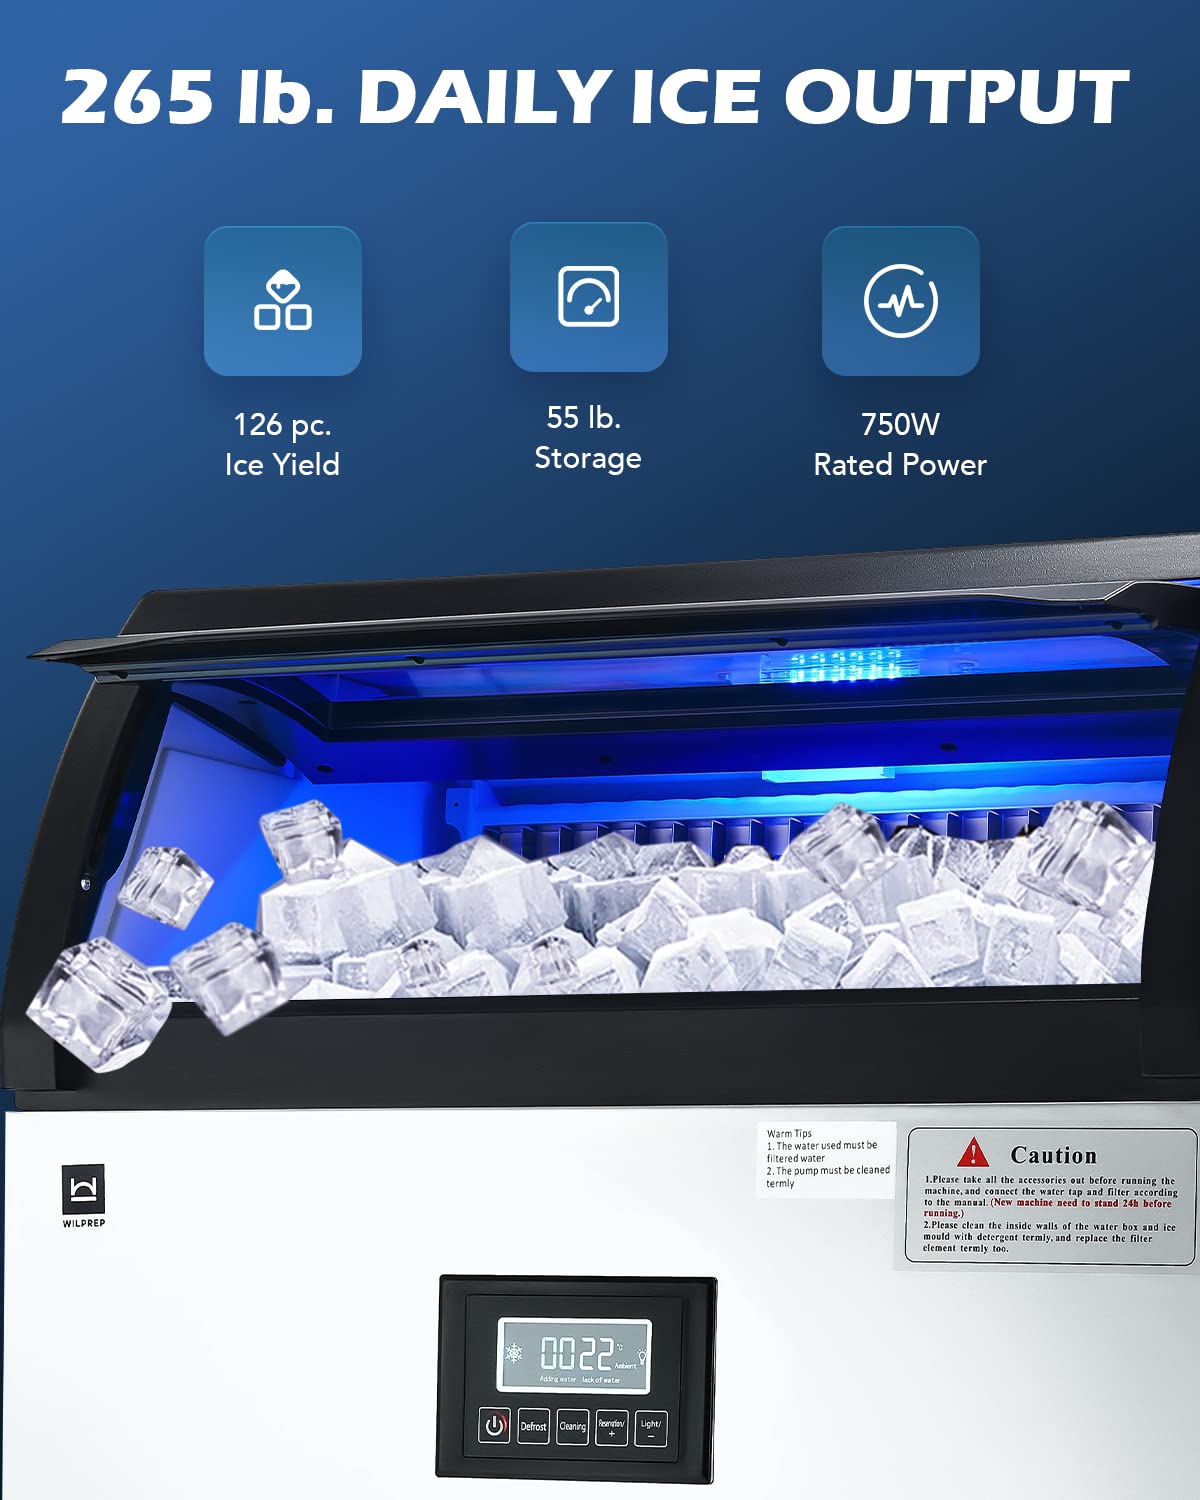 265 lb. DAILY ICE OUTPUT
126 pc.
Ice Yield
55 lb.
Storage
750W
Rated Power
Warm Tips
1. The water used must be
filtered water
2. The pump must be cleaned
termly
Caution
1.Please take all the accessories out before running the
machine, and connect the water tap and filter according
to the manual. (New machine need to stand 24h before
running.)
2.Please clean the inside walls of the water box and ice
mould with detergent termly, and replace the filter
element termly too.
WILPREP
0022 °C
Ambient
Adding water lack of water
Defrost
Cleaning
Reservation/
+
Light/
−